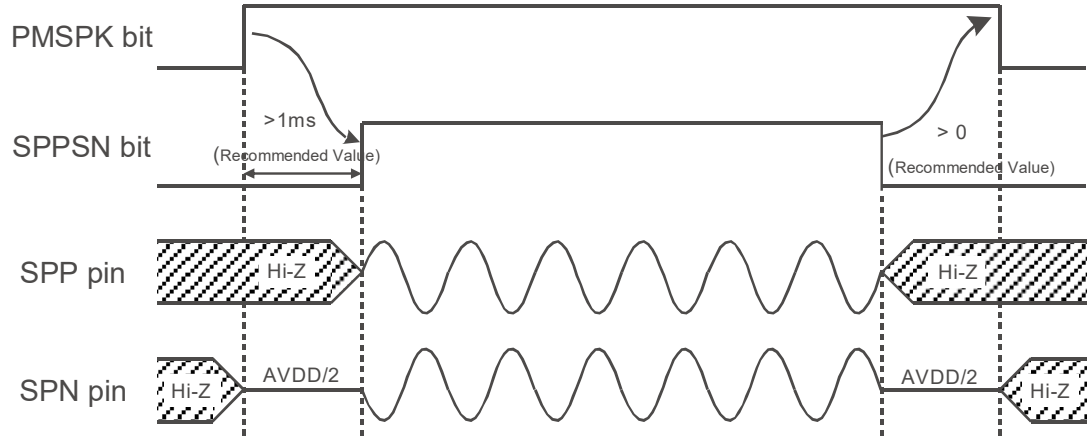 PMSPK bit
>1ms
SPPSN bit
(Recommended Value)
> 0
(Recommended Value)
SPP pin
Hi-Z
Hi-Z
SPN pin
Hi-Z
AVDD/2
AVDD/2
Hi-Z